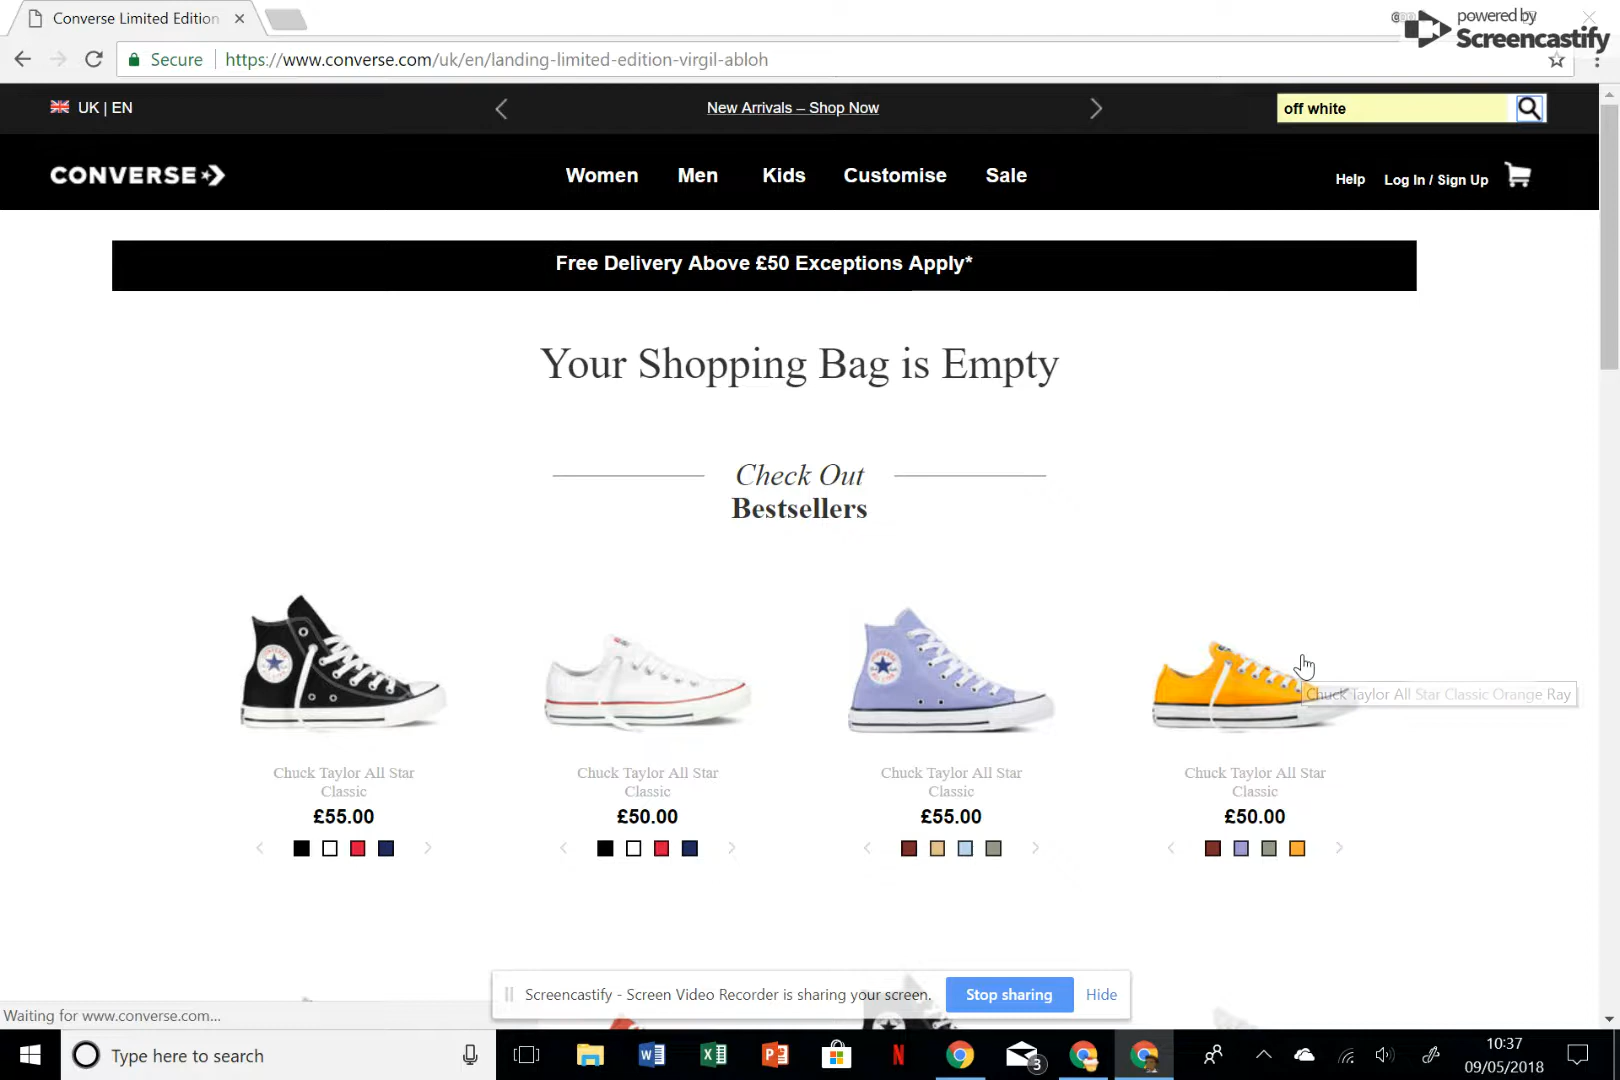 Converse Limited Edition
powered by
Screencastify
Secure
https://www.converse.com/uk/en/landing-limited-edition-virgil-abloh
UK | EN
New Arrivals – Shop Now
off white
CONVERSE
Women
Men
Kids
Customise
Sale
Help
Log In / Sign Up
Free Delivery Above £50 Exceptions Apply*
Your Shopping Bag is Empty
Check Out
Bestsellers
Chuck Taylor All Star Classic Orange Ray
Chuck Taylor All Star
Classic
£55.00
Chuck Taylor All Star
Classic
£50.00
Chuck Taylor All Star
Classic
£55.00
Chuck Taylor All Star
Classic
£50.00
Screencastify - Screen Video Recorder is sharing your screen.
Stop sharing
Hide
Waiting for www.converse.com...
Type here to search
3
10:37
09/05/2018